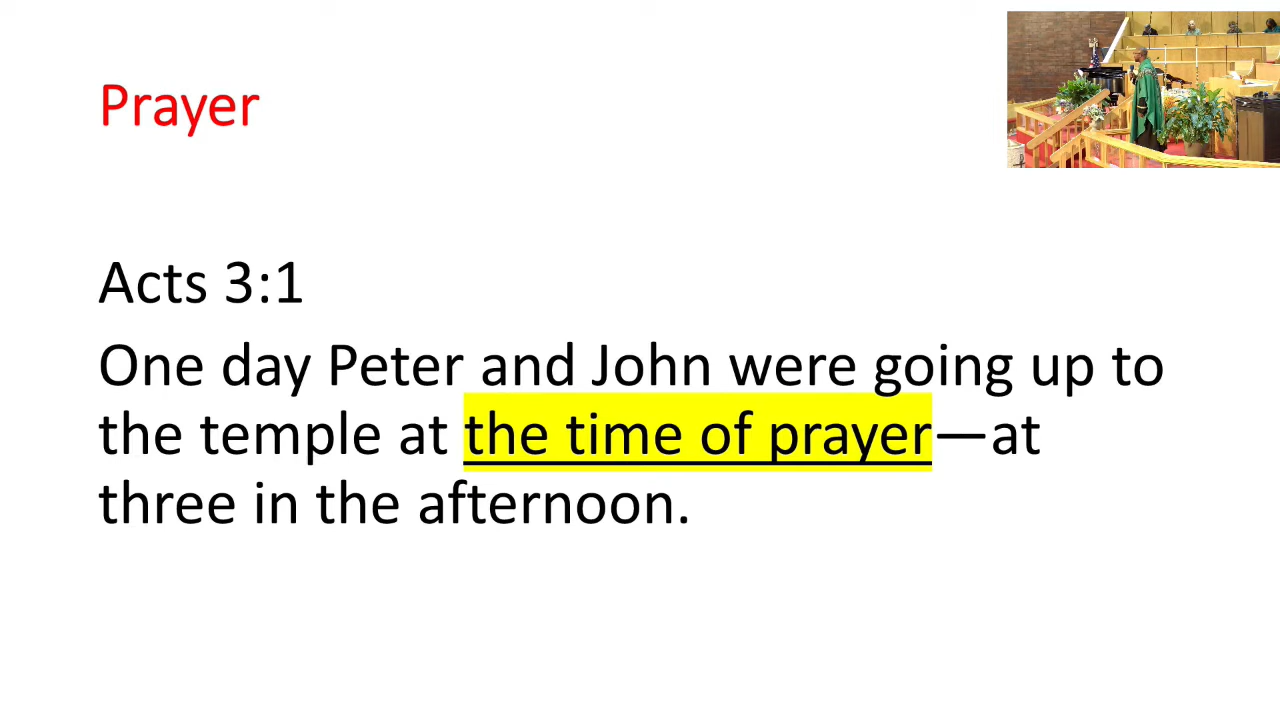 Prayer
Acts 3:1
One day Peter and John were going up to
the temple at the time of prayer—at
three in the afternoon.